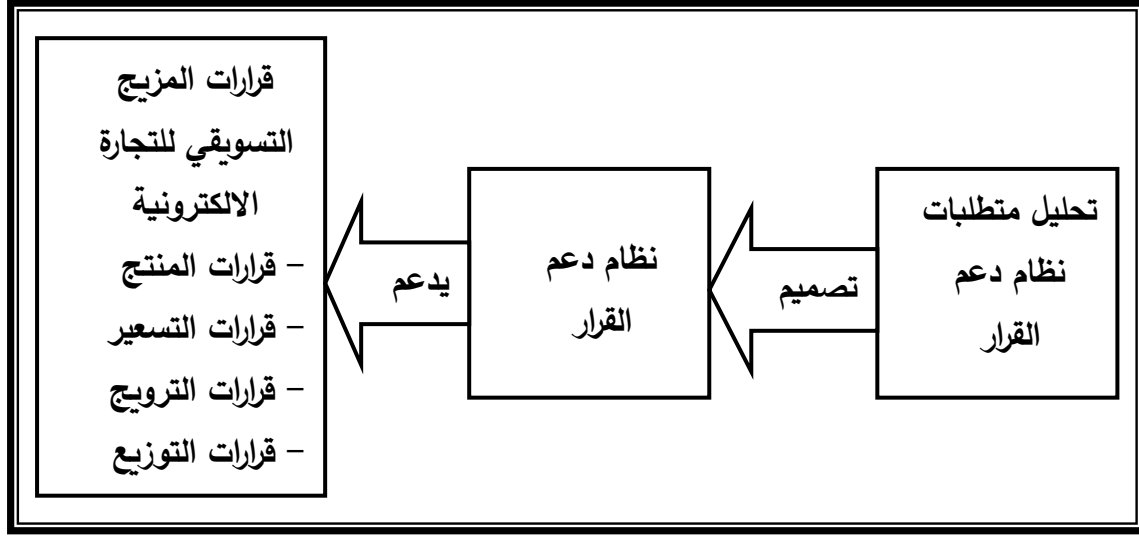 تحليل متطلبات
نظام دعم
القرار
تصميم
نظام دعم
القرار
يدعم
قرارات المزيج
التسويقي للتجارة
الالكترونية
– قرارات المنتج
– قرارات التسعير
– قرارات الترويج
– قرارات التوزيع